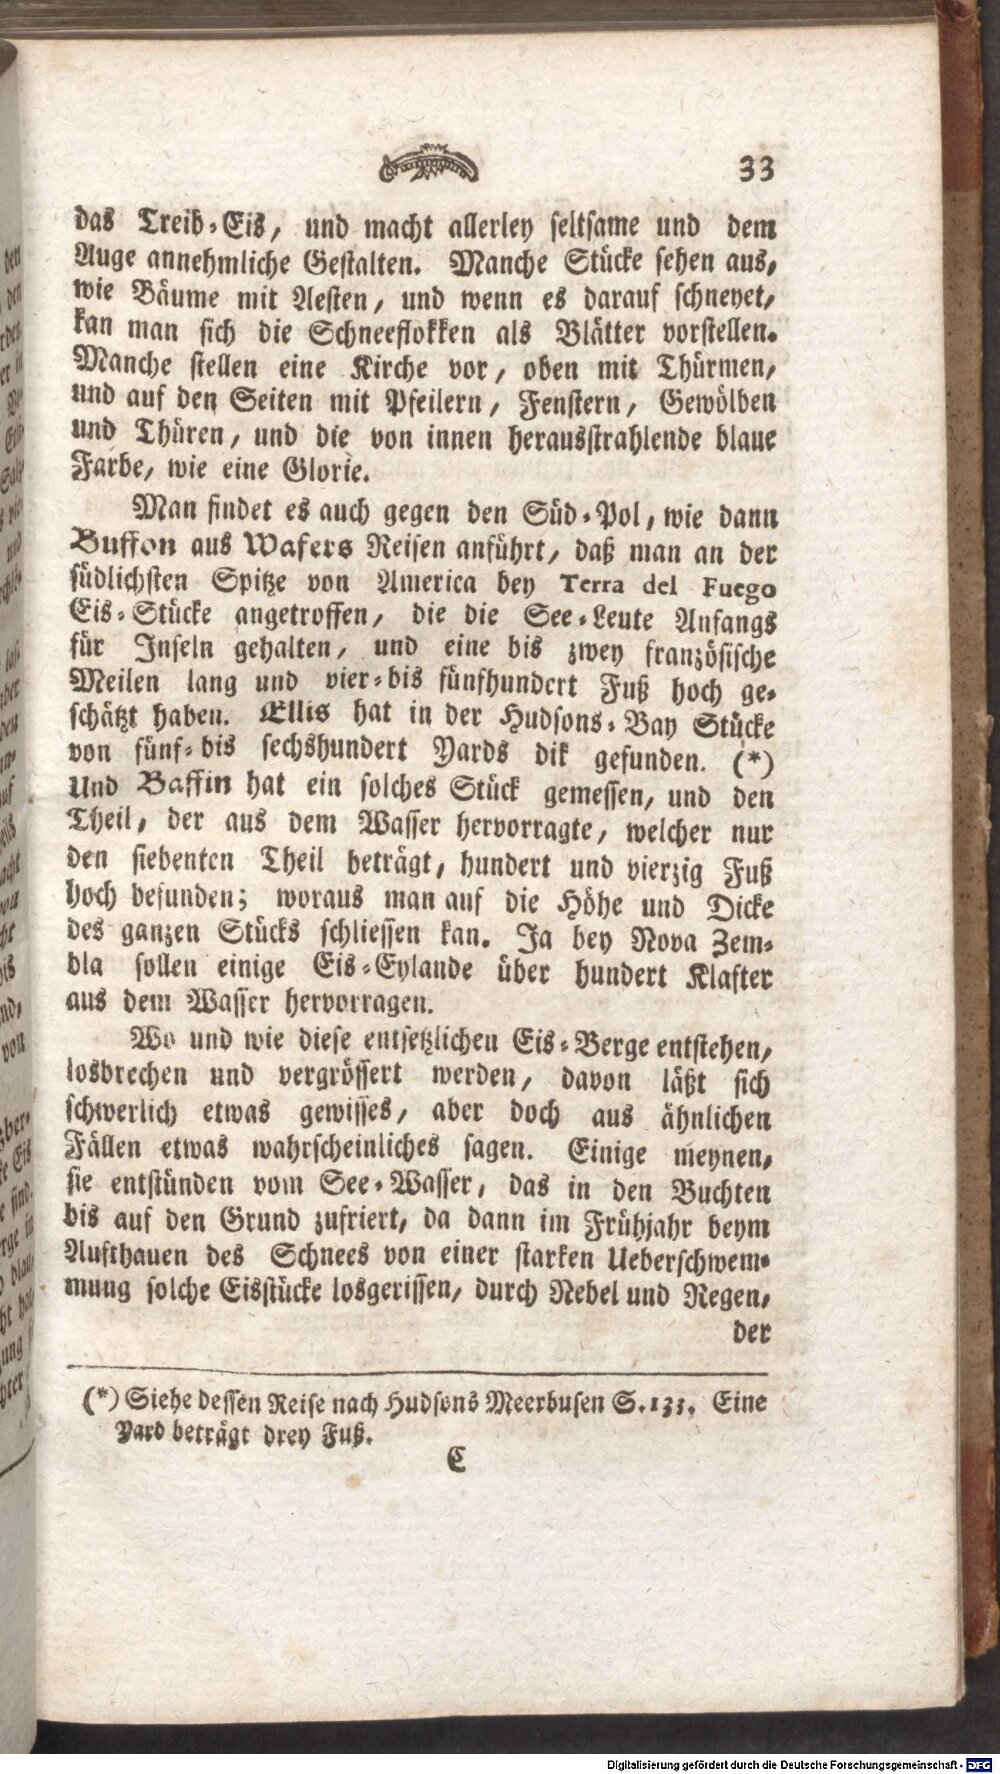 33
das Treib-Eis, und macht allerley seltsame und dem
Auge annehmliche Gestalten. Manche Stücke sehen aus,
wie Bäume mit Aesten, und wenn es darauf schneyet,
kan man sich die Schneeflokken als Blätter vorstellen.
Manche stellen eine Kirche vor, oben mit Thürmen,
und auf den Seiten mit Pfeilern, Fenstern, Gewölben
und Thüren, und die von innen herausstrahlende blaue
Farbe, wie eine Glorie.
Man findet es auch gegen den Süd-Pol, wie dann
Buffon aus Wafers Reisen anführt, daß man an der
südlichsten Spitze von America bey Terra del Fuego
Eis-Stücke angetroffen, die die See-Leute Anfangs
für Inseln gehalten, und eine bis zwey französische
Meilen lang und vier-bis fünfhundert Fuß hoch ge-
schätzt haben. Ellis hat in der Hudsons-Bay Stücke
von fünf-bis sechshundert Yards dik gefunden. (*)
Und Baffin hat ein solches Stück gemessen, und den
Theil, der aus dem Wasser hervorragte, welcher nur
den siebenten Theil beträgt, hundert und vierzig Fuß
hoch befunden; woraus man auf die Höhe und Dicke
des ganzen Stücks schliessen kan. Ja bey Nova Zem-
bla sollen einige Eis-Eylande über hundert Klafter
aus dem Wasser hervorragen.
Wo und wie diese entsetzlichen Eis-Berge entstehen,
losbrechen und vergrössert werden, davon läßt sich
schwerlich etwas gewisses, aber doch aus ähnlichen
Fällen etwas wahrscheinliches sagen. Einige meynen,
sie entstünden vom See-Wasser, das in den Buchten
bis auf den Grund zufriert, da dann im Frühjahr beym
Aufthauen des Schnees von einer starken Ueberschwem-
mung solche Eisstücke losgerissen, durch Nebel und Regen,
der
(*) Siehe dessen Reise nach Hudsons Meerbusen S. 133. Eine
Yard beträgt drey Fuß.
C
Digitalisierung gefördert durch die Deutsche Forschungsgemeinschaft - DFG